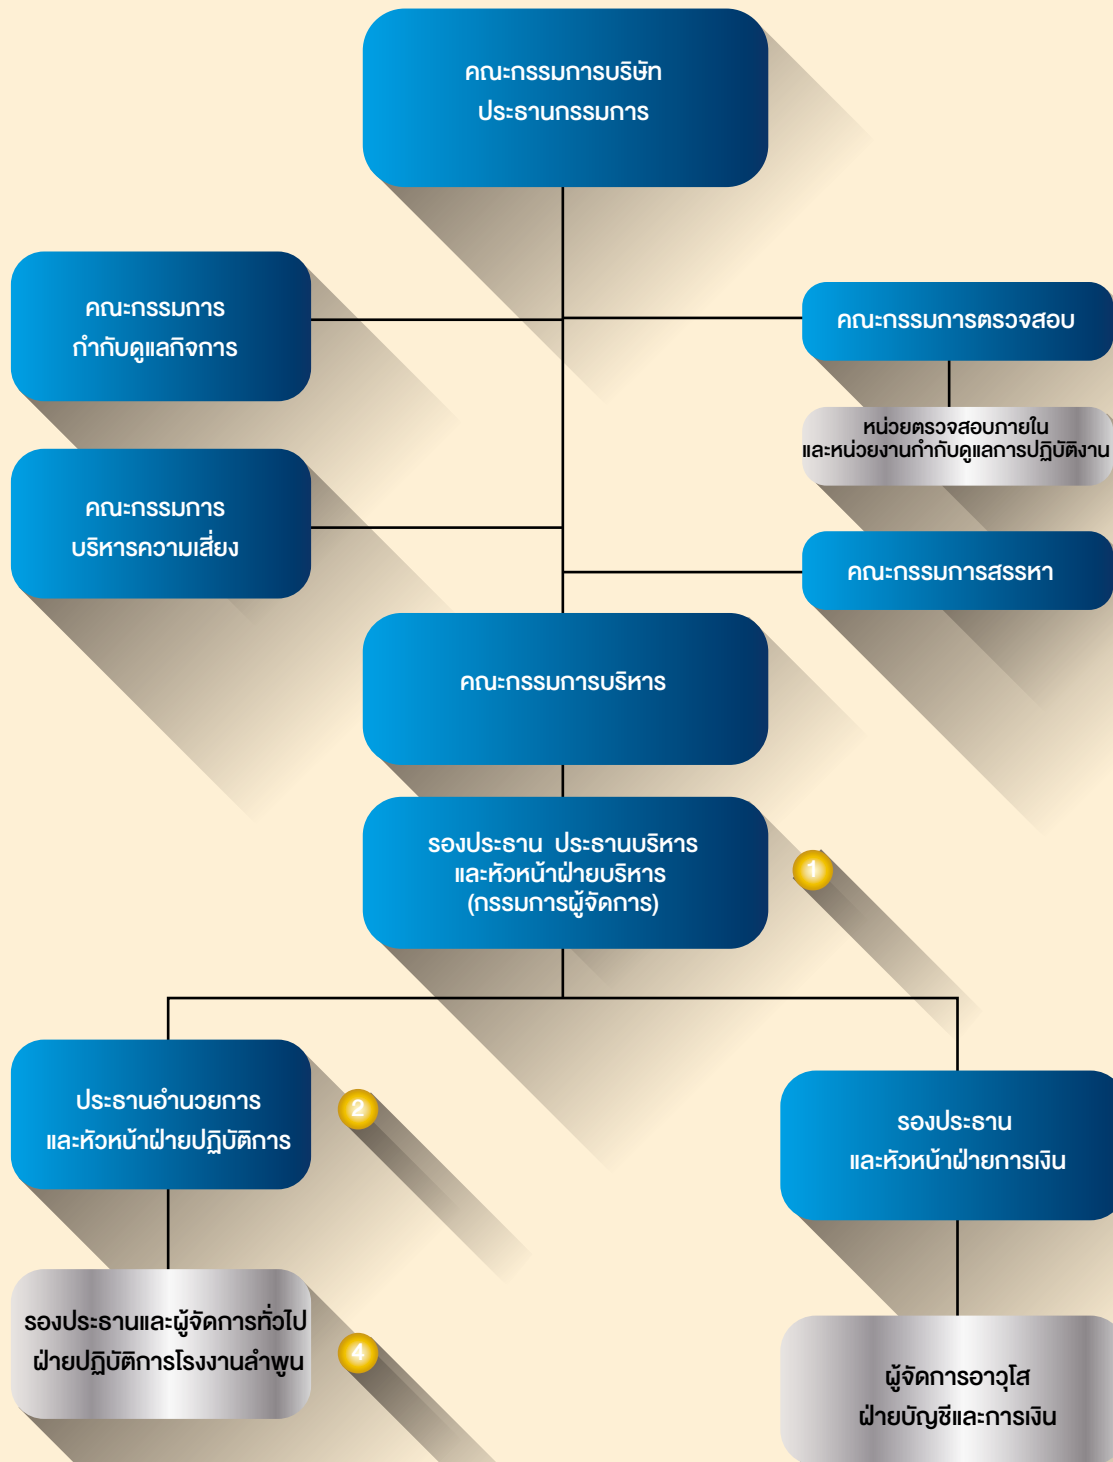 คณะกรรมการบริษัท
ประธานกรรมการ
คณะกรรมการ
กำกับดูแลกิจการ
คณะกรรมการตรวจสอบ
หน่วยตรวจสอบภายใน
และหน่วยงานกำกับดูแลการปฏิบัติงาน
คณะกรรมการ
บริหารความเสี่ยง
คณะกรรมการสรรหา
คณะกรรมการบริหาร
รองประธาน ประธานบริหาร
และหัวหน้าฝ่ายบริหาร
(กรรมการผู้จัดการ)
1
ประธานอำนวยการ
และหัวหน้าฝ่ายปฏิบัติการ
2
รองประธาน
และหัวหน้าฝ่ายการเงิน
รองประธานและผู้จัดการทั่วไป
ฝ่ายปฏิบัติการโรงงานลำพูน
4
ผู้จัดการอาวุโส
ฝ่ายบัญชีและการเงิน